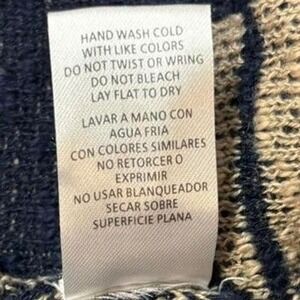 HAND WASH COLD
WITH LIKE COLORS
DO NOT TWIST OR WRING
DO NOT BLEACH
LAY FLAT TO DRY
LAVAR A MANO CON
AGUA FRIA
CON COLORES SIMILARES
NO RETORCER O
EXPRIMIR
NO USAR BLANQUEADOR
SECAR SOBRE
SUPERFICIE PLANA